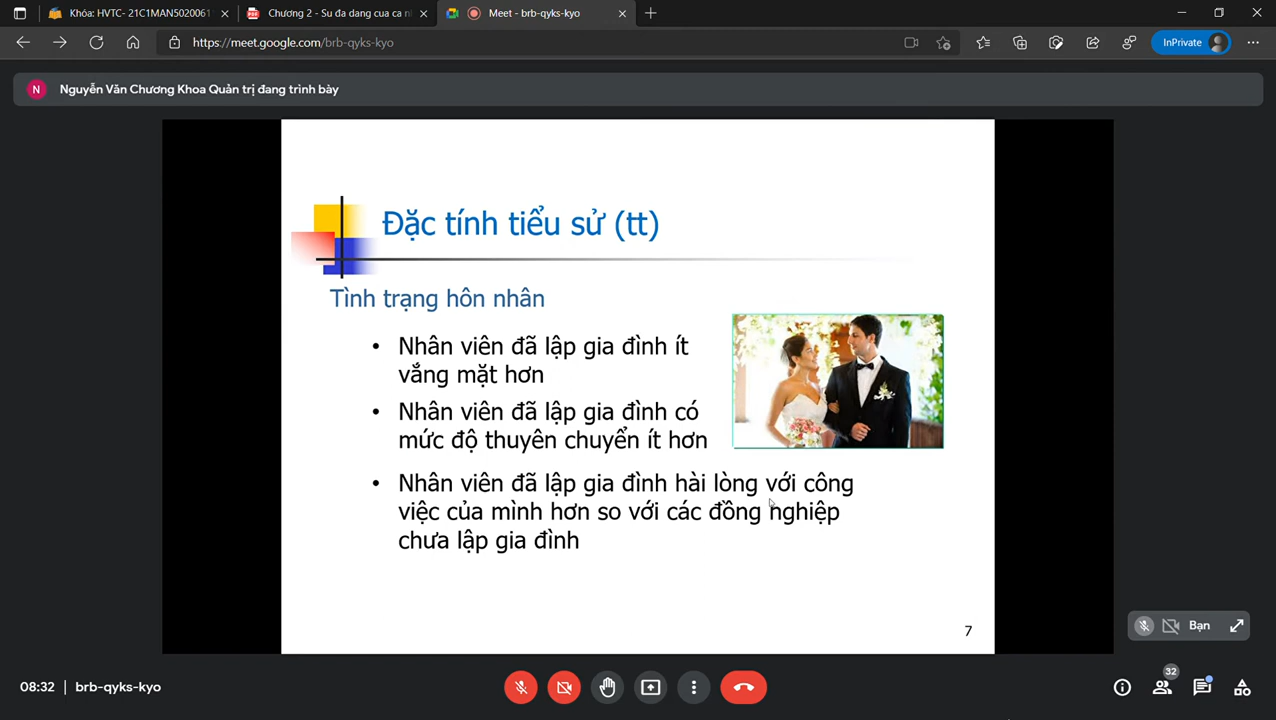 Khóa: HVTC- 21C1MAN5020061
Chương 2 - Su đa dang cua ca n
Meet - brb-qyks-kyo
https://meet.google.com/brb-qyks-kyo
InPrivate
N
Nguyễn Văn Chương Khoa Quản trị đang trình bày
Đặc tính tiểu sử (tt)
Tình trạng hôn nhân
• Nhân viên đã lập gia đình ít
vắng mặt hơn
• Nhân viên đã lập gia đình có
mức độ thuyên chuyển ít hơn
• Nhân viên đã lập gia đình hài lòng với công
việc của mình hơn so với các đồng nghiệp
chưa lập gia đình
7
Bạn
08:32 | brb-qyks-kyo
32